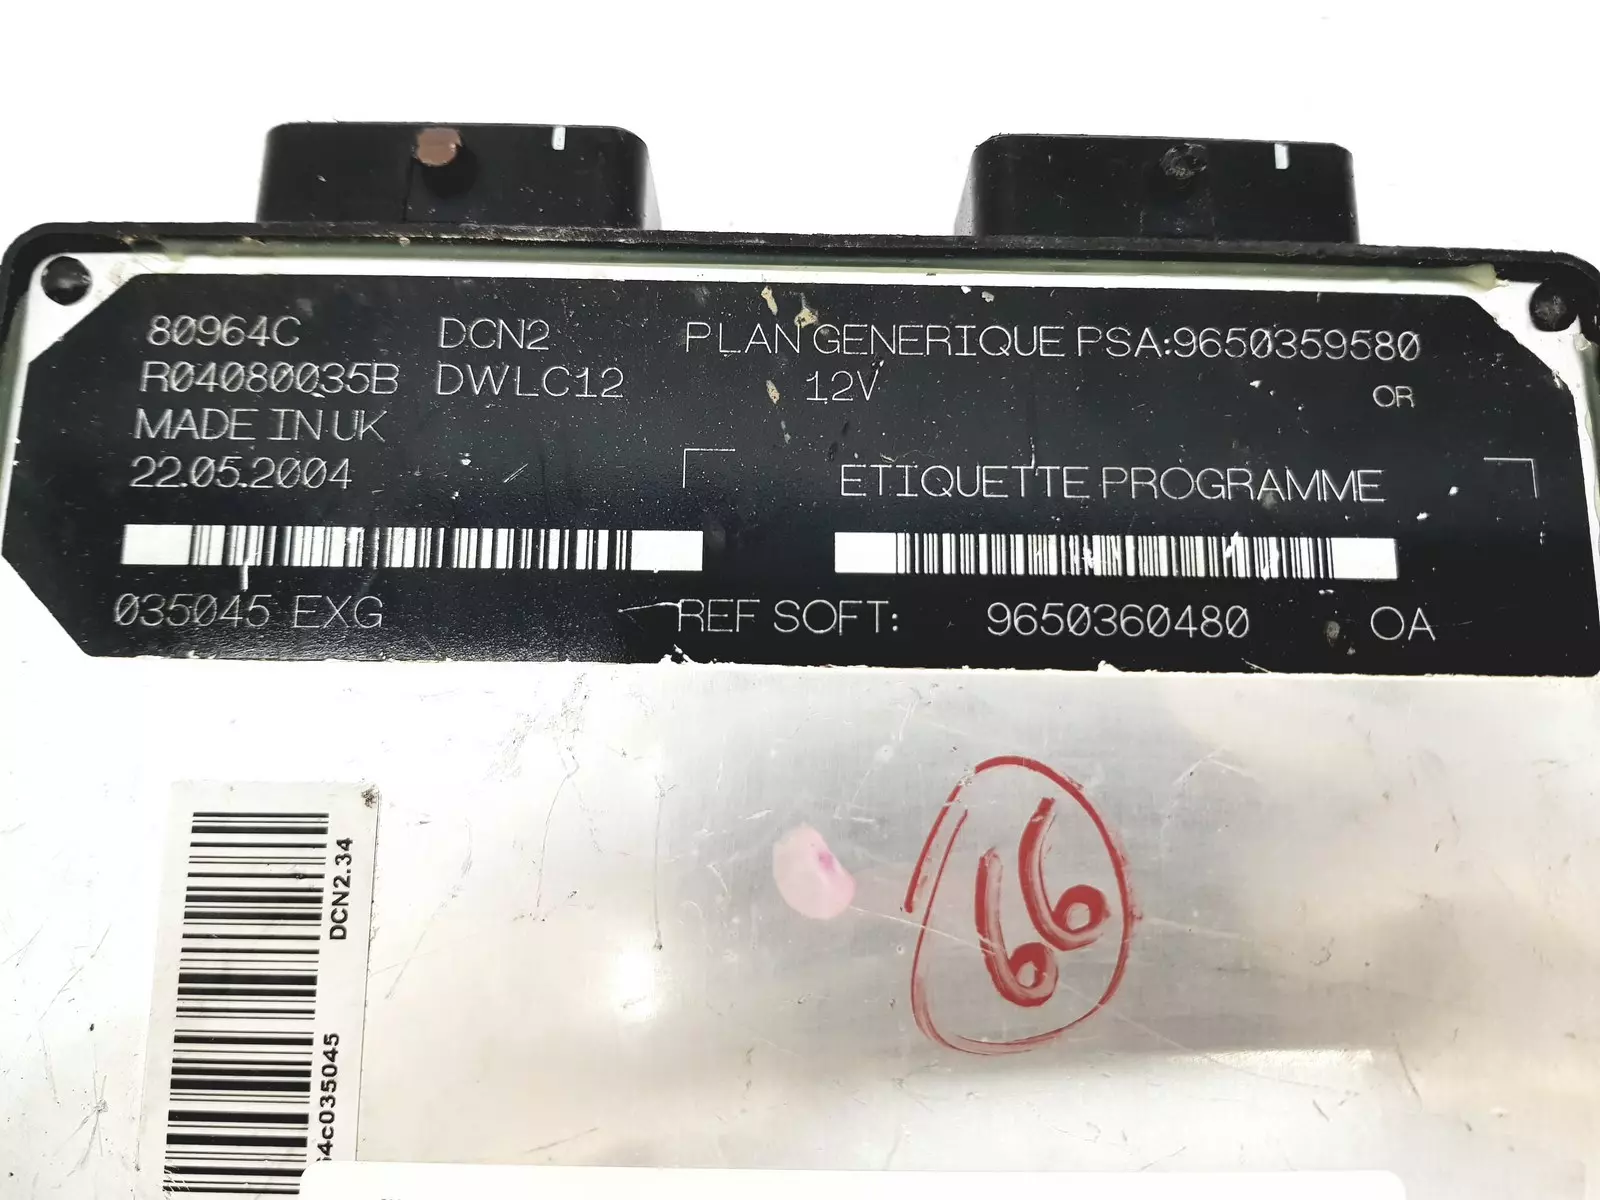 80964C DCN2 PLAN GENERIQUE PSA:9650359580
R04080035B DWLC12 12V OR
MADE IN UK
22.05.2004 ETIQUETTE PROGRAMME
035045 EXG REF SOFT: 9650360480 OA
66
DCN2.34
4c035045